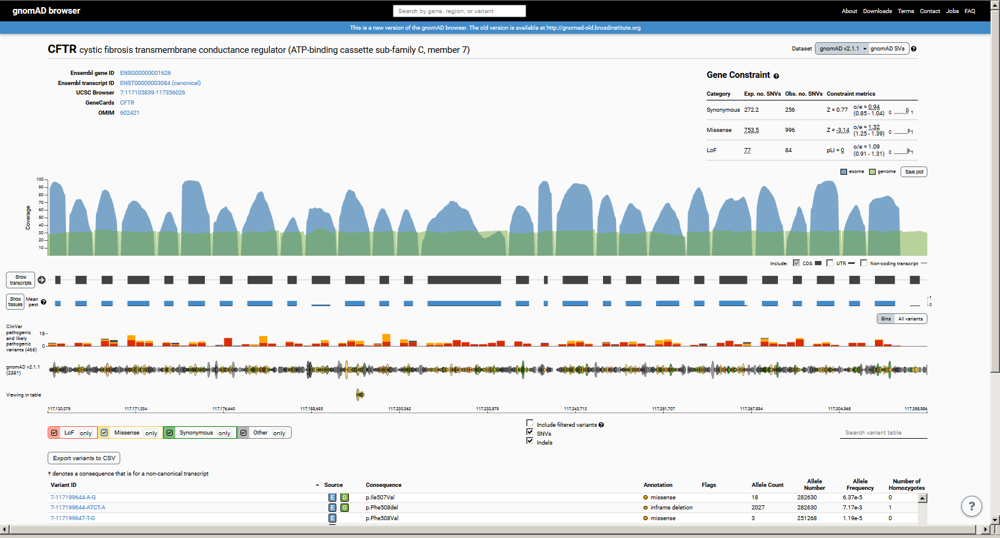 gnomAD browser
Search by gene, region, or variant
About Downloads Terms Contact Jobs FAQ
This is a new version of the gnomAD browser. The old version is available at http://gnomad-old.broadinstitute.org
CFTR cystic fibrosis transmembrane conductance regulator (ATP-binding cassette sub-family C, member 7)
Dataset gnomAD v2.1.1 gnomAD SVs ?
Ensembl gene ID ENSG00000001626
Ensembl transcript ID ENST00000003084 (canonical)
UCSC Browser 7:117105839-117356026
GeneCards CFTR
OMIM 602421
Gene Constraint ?
Category Exp. no. SNVs Obs. no. SNVs Constraint metrics
Synonymous 272.2 256 Z = 0.77 o/e = 0.94 (0.85 - 1.04) 0 1
Missense 753.5 996 Z = -3.14 o/e = 1.32 (1.25 - 1.39) 0 1
LoF 77 84 pLI = 0 o/e = 1.09 (0.91 - 1.31) 0 1
exome genome Save plot
Coverage
100
90
80
70
60
50
40
30
20
10
Include: CDS UTR Non-coding transcript
Show transcripts
Show tissues Mean pext ?
1
0
Bins All variants
ClinVar pathogenic and likely pathogenic variants (466)
18
0
gnomAD v2.1.1 (2381)
Viewing in table
117,120,075 117,171,034 117,176,640 117,188,693 117,230,362 117,232,579 117,243,713 117,251,707 117,267,894 117,304,965 117,355,986
LoF only Missense only Synonymous only Other only
Include filtered variants ?
SNVs
Indels
Search variant table
Export variants to CSV
† denotes a consequence that is for a non-canonical transcript
Variant ID Source Consequence Annotation Flags Allele Count Allele Number Allele Frequency Number of Homozygotes
7-117199644-A-G E G p.Ile507Val missense 18 282630 6.37e-5 0
7-117199644-ATCT-A E G p.Phe508del inframe deletion 2027 282630 7.17e-3 1
7-117199647-T-G E p.Phe508Val missense 3 251268 1.19e-5 0
?